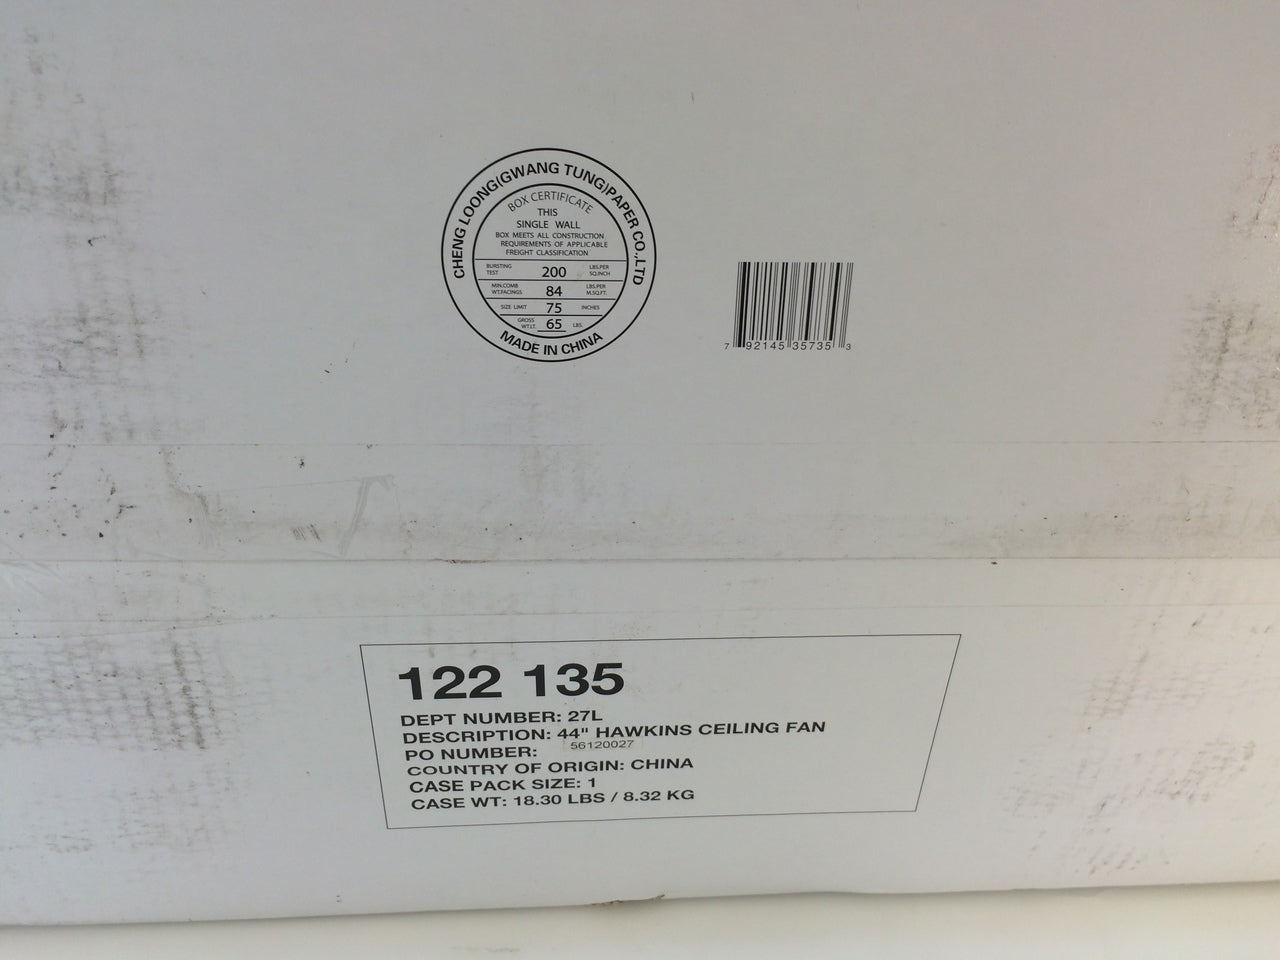 CHENG LOONG(GWANG TUNG)PAPER CO.,LTD
BOX CERTIFICATE
THIS
SINGLE WALL
BOX MEETS ALL CONSTRUCTION
REQUIREMENTS OF APPLICABLE
FREIGHT CLASSIFICATION
BURSTING TEST 200 LBS.PER SQ.INCH
MIN.COMB WT.FACINGS 84 LBS.PER M.SQ.FT.
SIZE LIMIT 75 INCHES
GROSS WT.LT. 65 LBS.
MADE IN CHINA
7 92145 35735 3
122 135
DEPT NUMBER: 27L
DESCRIPTION: 44" HAWKINS CEILING FAN
PO NUMBER: 56120027
COUNTRY OF ORIGIN: CHINA
CASE PACK SIZE: 1
CASE WT: 18.30 LBS / 8.32 KG